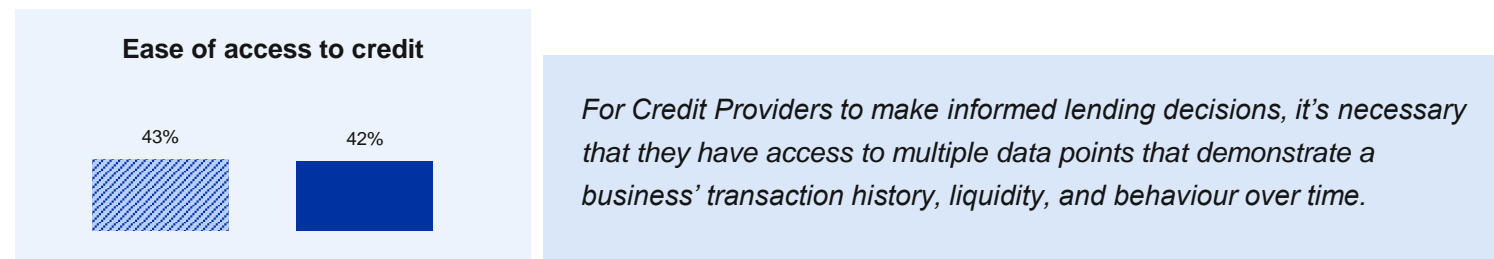 Ease of access to credit
43%
42%
For Credit Providers to make informed lending decisions, it’s necessary
that they have access to multiple data points that demonstrate a
business’ transaction history, liquidity, and behaviour over time.